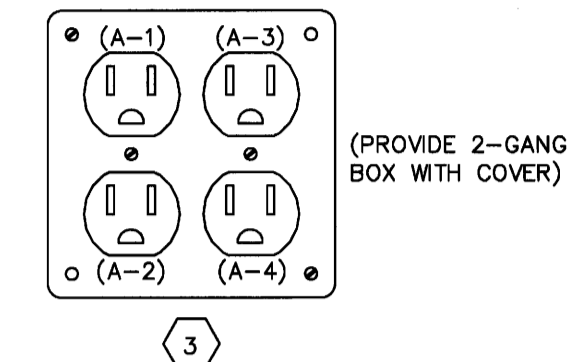 (A-1) (A-3)
(PROVIDE 2-GANG
BOX WITH COVER)
(A-2) (A-4)
3